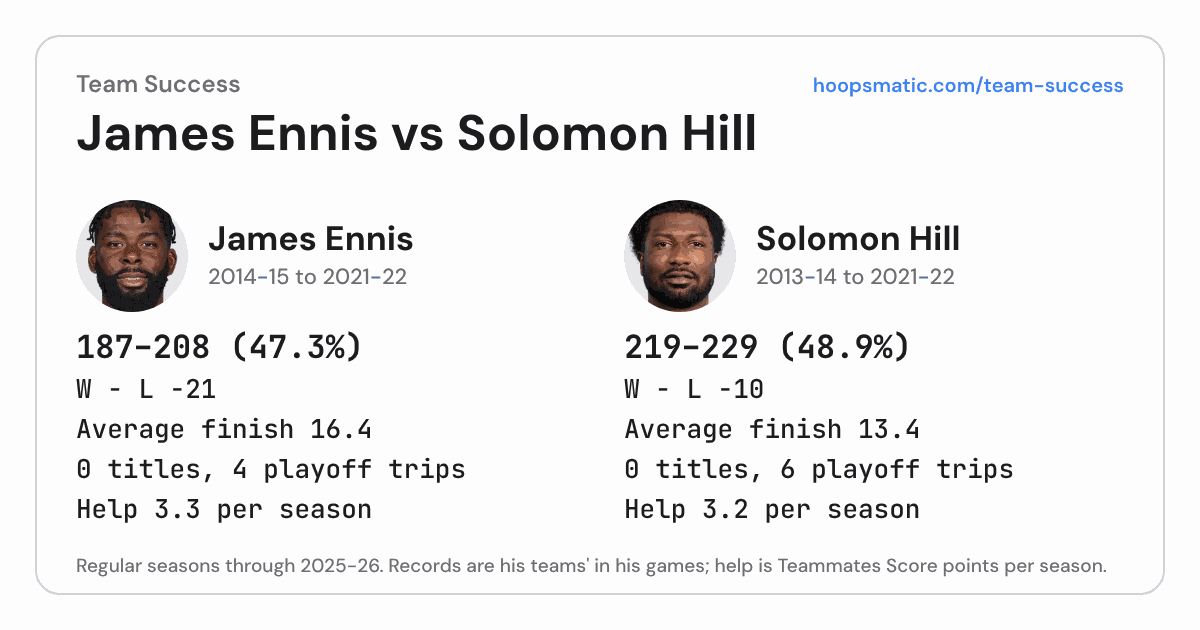 Team Success
hoopsmatic.com/team-success
James Ennis vs Solomon Hill
James Ennis
2014–15 to 2021–22
187–208 (47.3%)
W - L -21
Average finish 16.4
0 titles, 4 playoff trips
Help 3.3 per season
Solomon Hill
2013–14 to 2021–22
219–229 (48.9%)
W - L -10
Average finish 13.4
0 titles, 6 playoff trips
Help 3.2 per season
Regular seasons through 2025-26. Records are his teams' in his games; help is Teammates Score points per season.